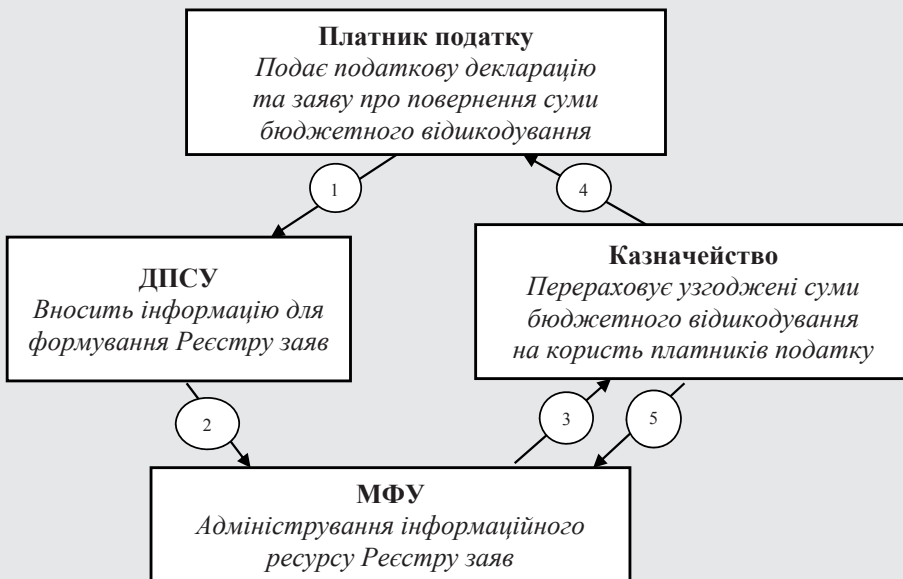 Платник податку
Подає податкову декларацію
та заяву про повернення суми
бюджетного відшкодування
1
4
ДПСУ
Вносить інформацію для
формування Реєстру заяв
Казначейство
Перераховує узгоджені суми
бюджетного відшкодування
на користь платників податку
2
3
5
МФУ
Адміністрування інформаційного
ресурсу Реєстру заяв